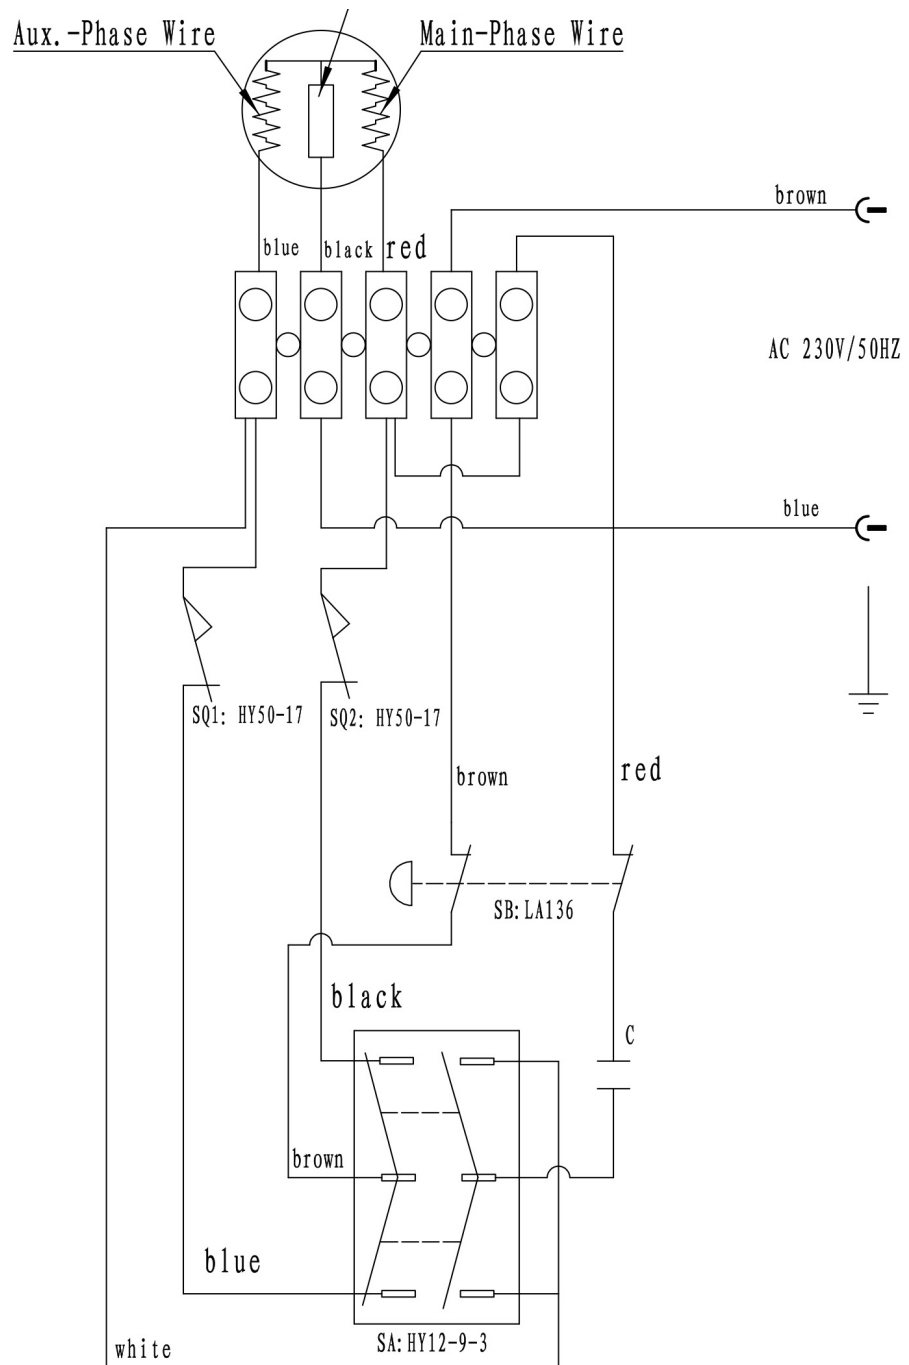 Aux.-Phase Wire
Main-Phase Wire
brown
blue
black
red
AC 230V/50HZ
blue
SQ1: HY50-17
SQ2: HY50-17
brown
red
SB:LA136
black
C
brown
blue
SA:HY12-9-3
white